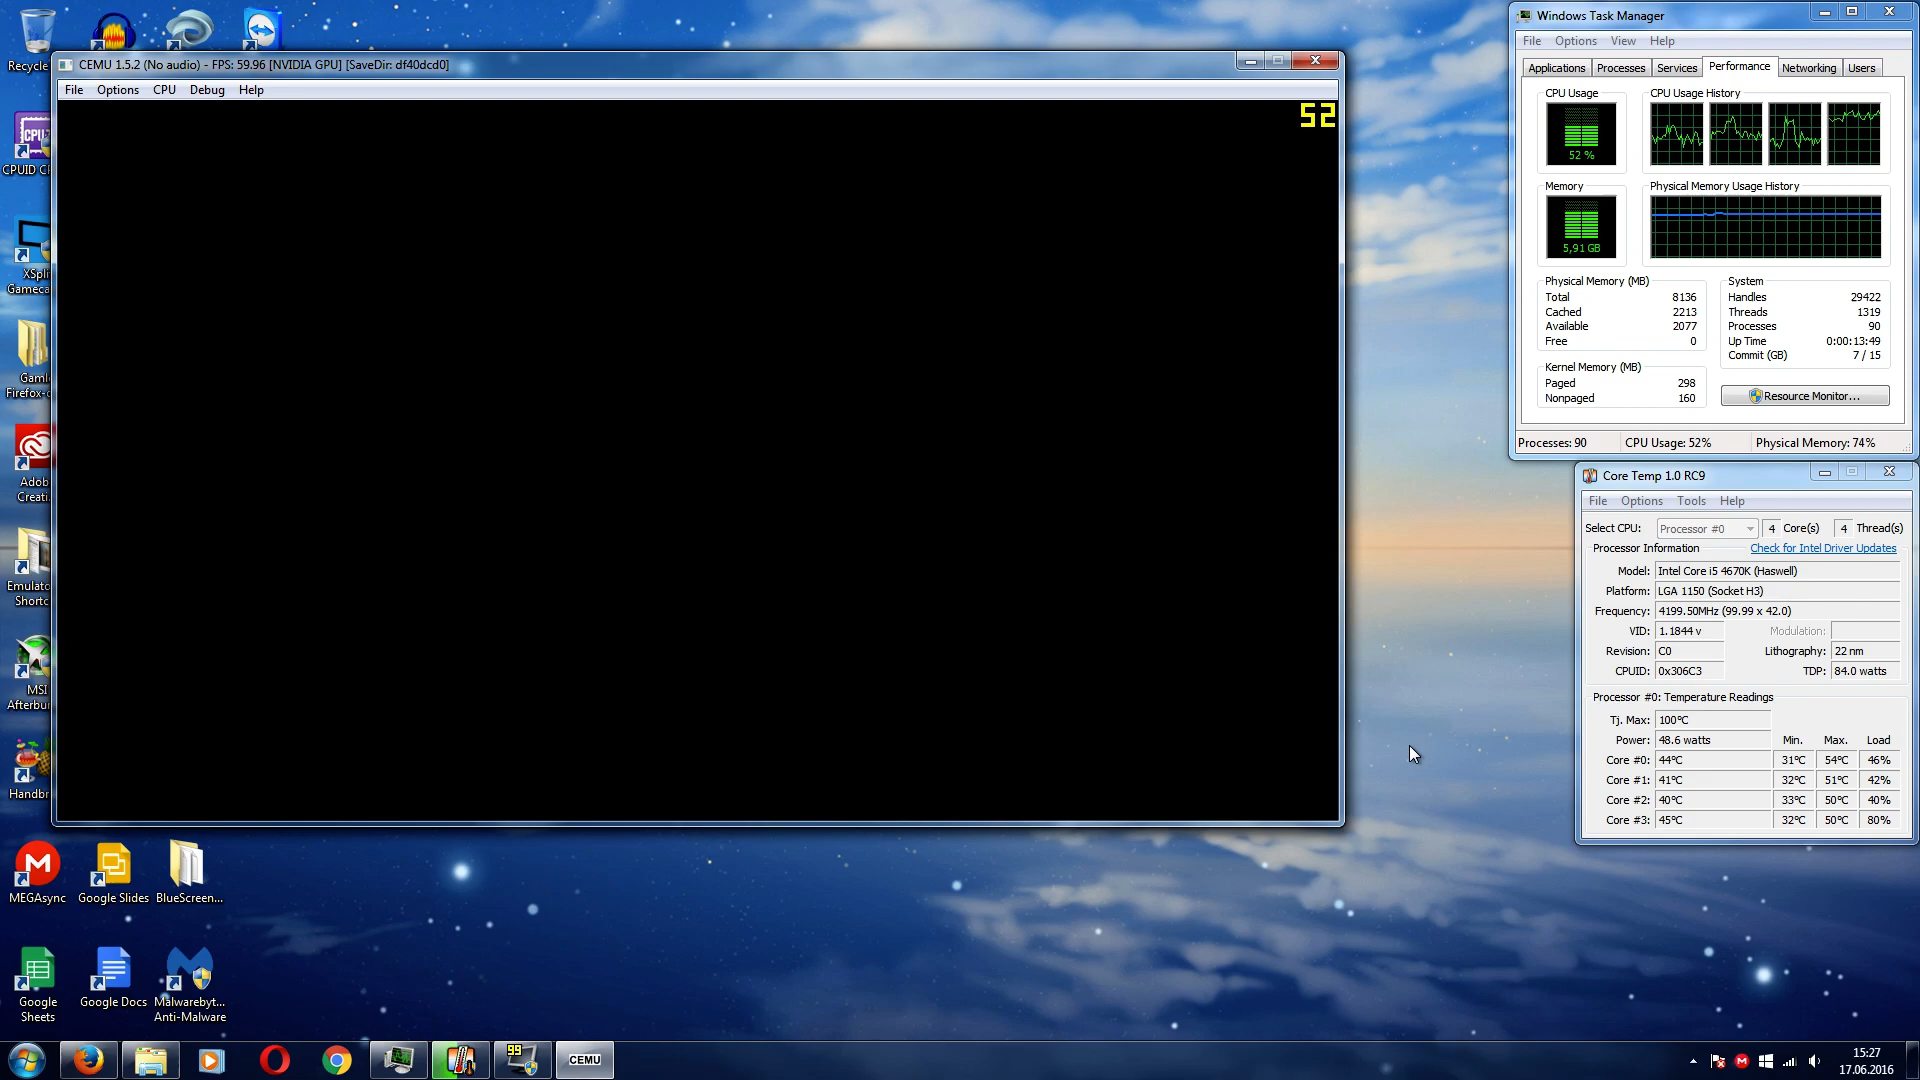 Recycle
CPUID C
XSpli
Gameca
Gaml
Firefox-
Adob
Creati
Emulato
Shortc
MSI
Afterbur
Handbr
MEGAsync
Google Slides
BlueScreen...
Google
Sheets
Google Docs
Malwarebyt...
Anti-Malware
CEMU 1.5.2 (No audio) - FPS: 59.96 [NVIDIA GPU] [SaveDir: df40dcd0]
File Options CPU Debug Help
52
Windows Task Manager
File Options View Help
Applications Processes Services Performance Networking Users
CPU Usage
CPU Usage History
52 %
Memory
Physical Memory Usage History
5,91 GB
Physical Memory (MB)
Total 8136
Cached 2213
Available 2077
Free 0
System
Handles 29422
Threads 1319
Processes 90
Up Time 0:00:13:49
Commit (GB) 7 / 15
Kernel Memory (MB)
Paged 298
Nonpaged 160
Resource Monitor...
Processes: 90 CPU Usage: 52% Physical Memory: 74%
Core Temp 1.0 RC9
File Options Tools Help
Select CPU: Processor #0 4 Core(s) 4 Thread(s)
Processor Information Check for Intel Driver Updates
Model: Intel Core i5 4670K (Haswell)
Platform: LGA 1150 (Socket H3)
Frequency: 4199.50MHz (99.99 x 42.0)
VID: 1.1844 v Modulation:
Revision: C0 Lithography: 22 nm
CPUID: 0x306C3 TDP: 84.0 watts
Processor #0: Temperature Readings
Tj. Max: 100°C
Power: 48.6 watts Min. Max. Load
Core #0: 44°C 31°C 54°C 46%
Core #1: 41°C 32°C 51°C 42%
Core #2: 40°C 33°C 50°C 40%
Core #3: 45°C 32°C 50°C 80%
99
CEMU
15:27
17.06.2016